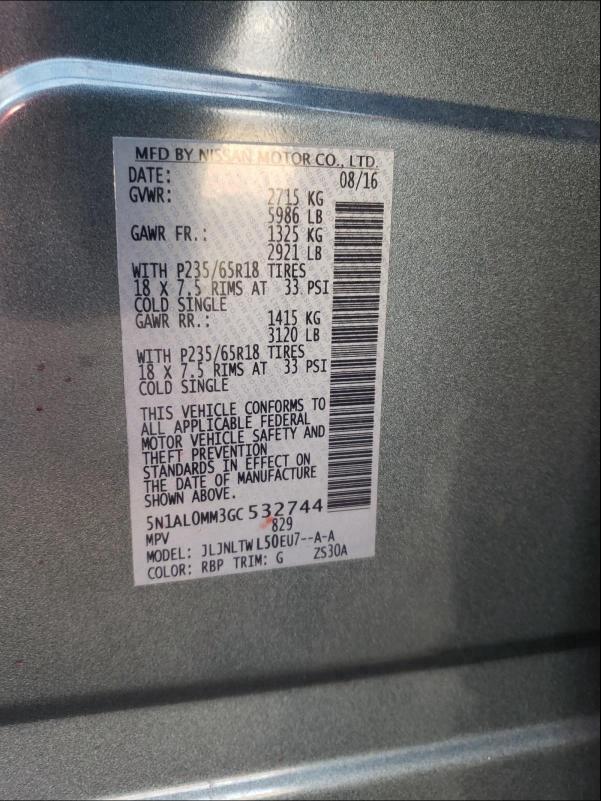 MFD BY NISSAN MOTOR CO., LTD.
DATE: 08/16
GVWR: 2715 KG
5986 LB
GAWR FR.: 1325 KG
2921 LB
WITH P235/65R18 TIRES
18 X 7.5 RIMS AT 33 PSI
COLD SINGLE
GAWR RR.: 1415 KG
3120 LB
WITH P235/65R18 TIRES
18 X 7.5 RIMS AT 33 PSI
COLD SINGLE
THIS VEHICLE CONFORMS TO
ALL APPLICABLE FEDERAL
MOTOR VEHICLE SAFETY AND
THEFT PREVENTION
STANDARDS IN EFFECT ON
THE DATE OF MANUFACTURE
SHOWN ABOVE.
5N1AL0MM3GC532744
MPV 829
MODEL: JLJNLTWL50EU7--A-A
COLOR: RBP TRIM: G ZS30A